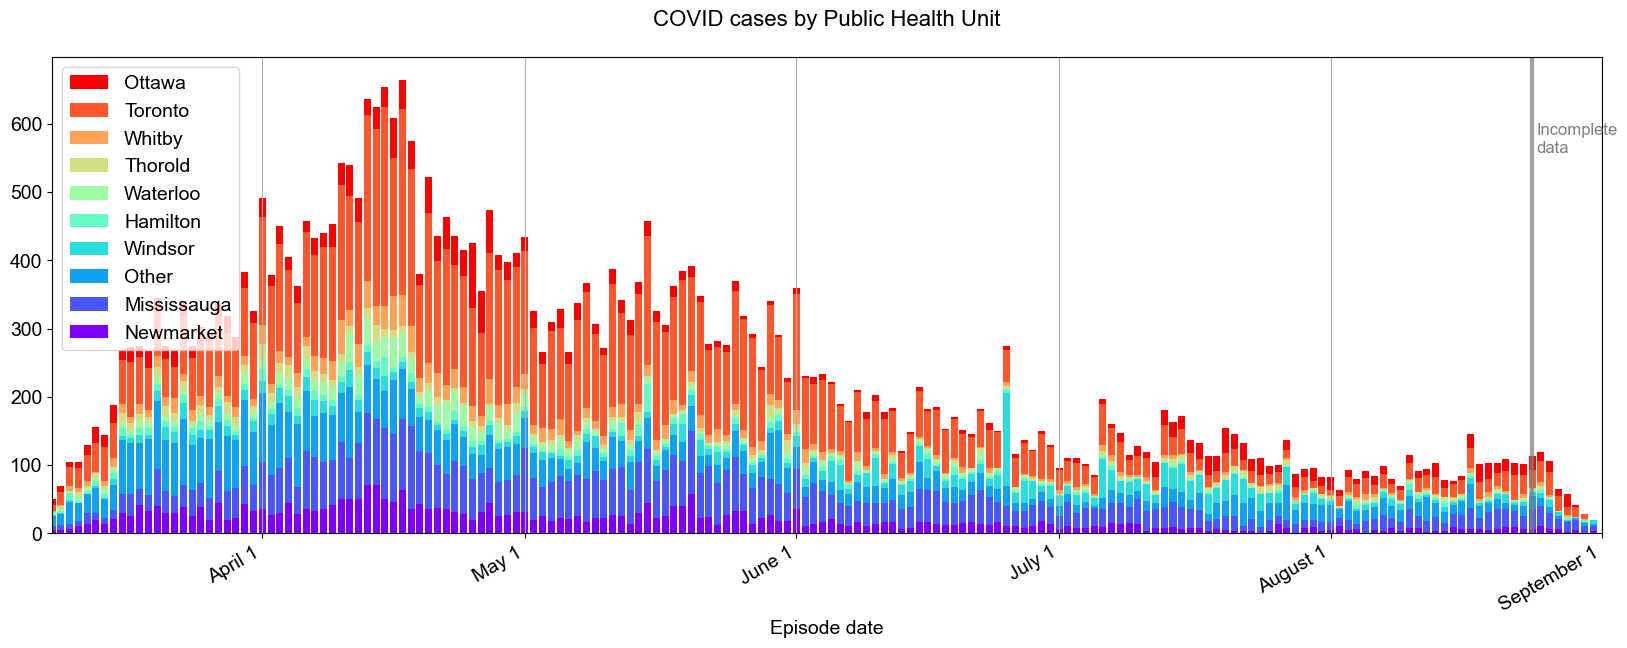 COVID cases by Public Health Unit
Ottawa
Toronto
Whitby
Thorold
Waterloo
Hamilton
Windsor
Other
Mississauga
Newmarket
600
500
400
300
200
100
0
Incomplete
data
April 1
May 1
June 1
July 1
August 1
September 1
Episode date